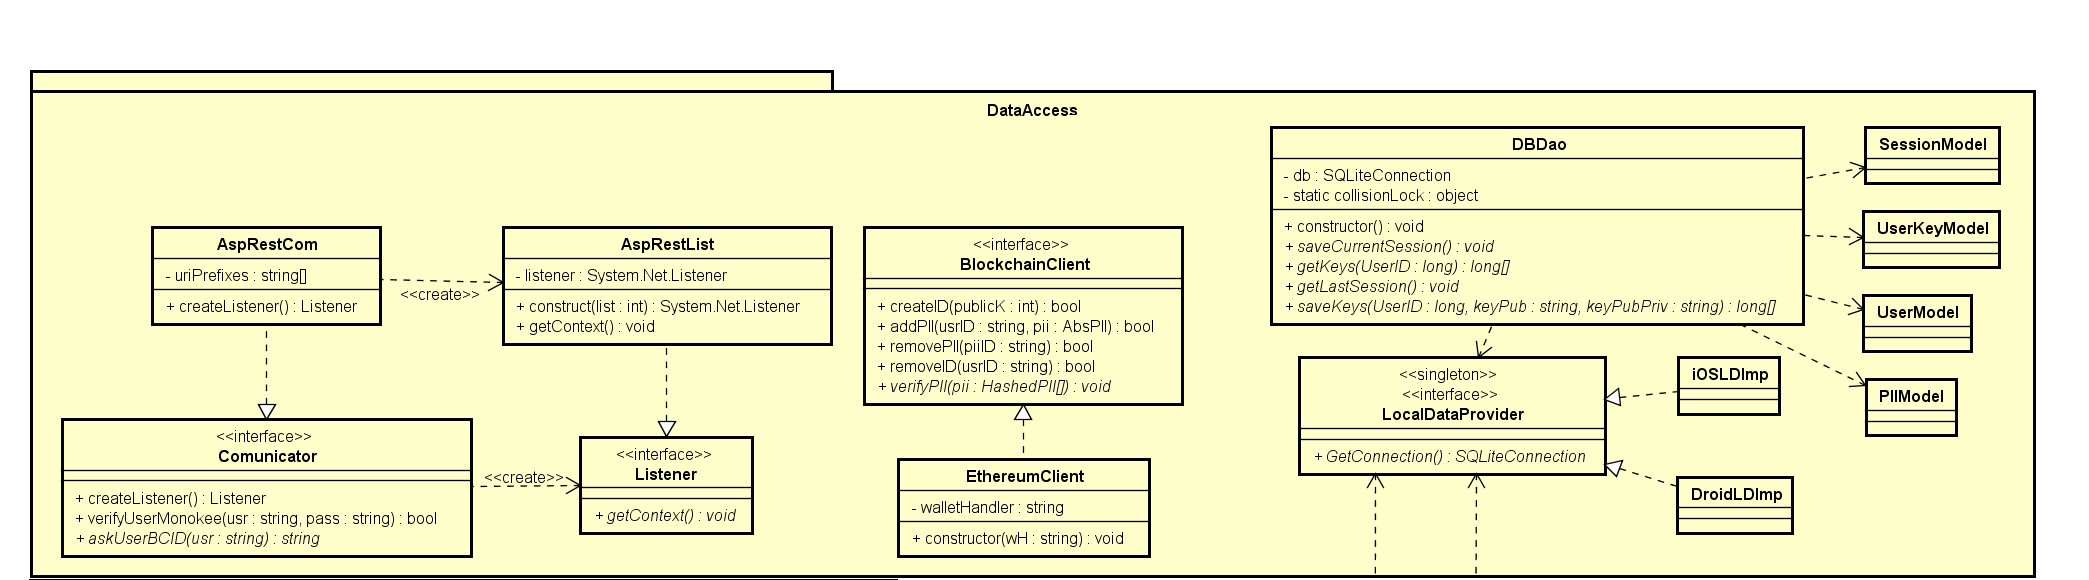 DataAccess
AspRestCom
- uriPrefixes : string[]
+ createListener() : Listener
<<create>>
AspRestList
- listener : System.Net.Listener
+ construct(list : int) : System.Net.Listener
+ getContext() : void
<<interface>>
Comunicator
+ createListener() : Listener
+ verifyUserMonokee(usr : string, pass : string) : bool
+ askUserBCID(usr : string) : string
<<create>>
<<interface>>
Listener
+ getContext() : void
<<interface>>
BlockchainClient
+ createID(publicK : int) : bool
+ addPII(usrID : string, pii : AbsPII) : bool
+ removePII(piiID : string) : bool
+ removeID(usrID : string) : bool
+ verifyPII(pii : HashedPII[]) : void
EthereumClient
- walletHandler : string
+ constructor(wH : string) : void
DBDao
- db : SQLiteConnection
- static collisionLock : object
+ constructor() : void
+ saveCurrentSession() : void
+ getKeys(UserID : long) : long[]
+ getLastSession() : void
+ saveKeys(UserID : long, keyPub : string, keyPubPriv : string) : long[]
SessionModel
UserKeyModel
UserModel
PIIModel
<<singleton>>
<<interface>>
LocalDataProvider
+ GetConnection() : SQLiteConnection
iOSLDImp
DroidLDImp